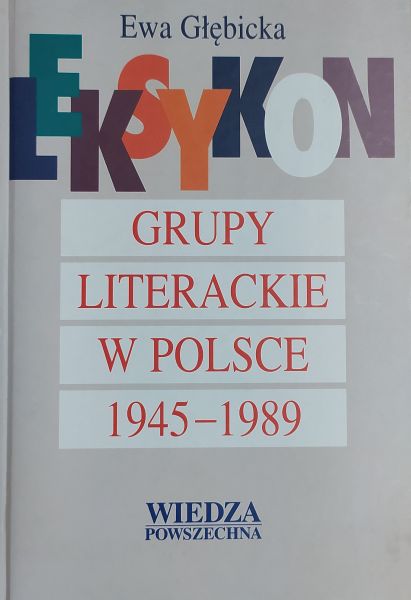 Ewa Głębicka
LEKSYKON
GRUPY
LITERACKIE
W POLSCE
1945–1989
WIEDZA
POWSZECHNA